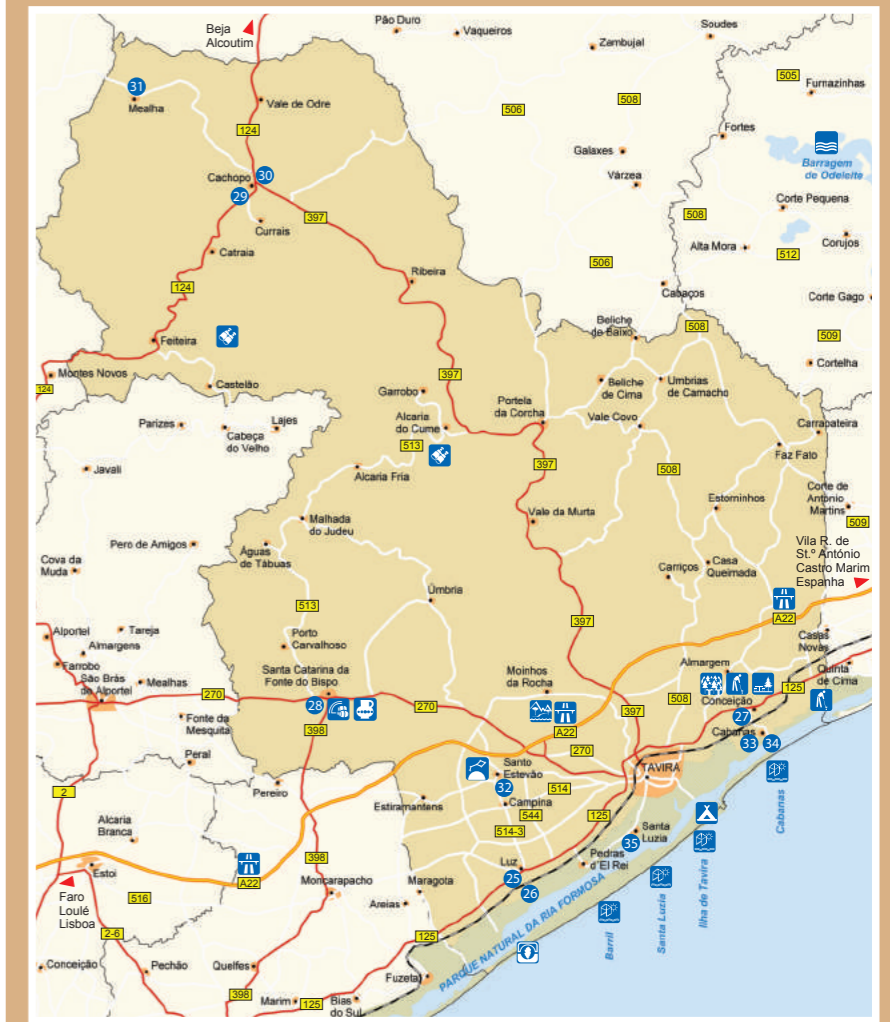 Beja
Alcoutim
Pão Duro
Vaqueiros
Zambujal
Soudes
505
Furnazinhas
31
Mealha
Vale de Odre
506
508
Fortes
124
Galaxes
Barragem
de Odeleite
Cachopo
30
29
Várzea
Corte Pequena
397
Currais
508
Catraia
506
Alta Mora
512
Corujos
Ribeira
124
Cabaços
Corte Gago
Beliche
de Baixo
508
509
Feiteira
Montes Novos
124
Castelão
397
Cortelha
Garrobo
Beliche
de Cima
Umbrias
de Camacho
Portela
da Corcha
Parizes
Cabeça
do Velho
Lajes
Alcaria
do Cume
Vale Covo
Carrapateira
513
Faz Fato
Javali
Alcaria Fria
397
508
Estorninhos
Corte de
António
Martins
Malhada
do Judeu
Vale da Murta
509
Pero de Amigos
Águas
de Tábuas
Vila R. de
St.º António
Castro Marim
Espanha
Cova da
Muda
Carriços
Casa
Queimada
Úmbria
513
A22
397
Alportel
Tareja
Almargens
Porto
Carvalhoso
Casas
Novas
Farrobo
São Brás
de Alportel
Mealhas
Santa Catarina da
Fonte do Bispo
Moinhos
da Rocha
Almargem
Quinta
de Cima
270
28
270
508
125
Conceição
27
397
Fonte da
Mesquita
398
A22
Cabanas
33
34
270
Peral
Santo
Estevão
TAVIRA
Pereiro
32
514
2
Estiramantens
Campina
544
125
Cabanas
Alcaria
Branca
514-3
Santa
Luzia
35
398
Luz
Pedras
d'El Rei
Estoi
A22
25
26
Ilha de Tavira
Moncarapacho
Maragota
Santa Luzia
Faro
Loulé
Lisboa
516
Areias
Barril
2-6
125
PARQUE NATURAL DA RIA FORMOSA
Conceição
Pechão
Quelfes
Fuzeta
398
Marim
125
Bias
do Sul